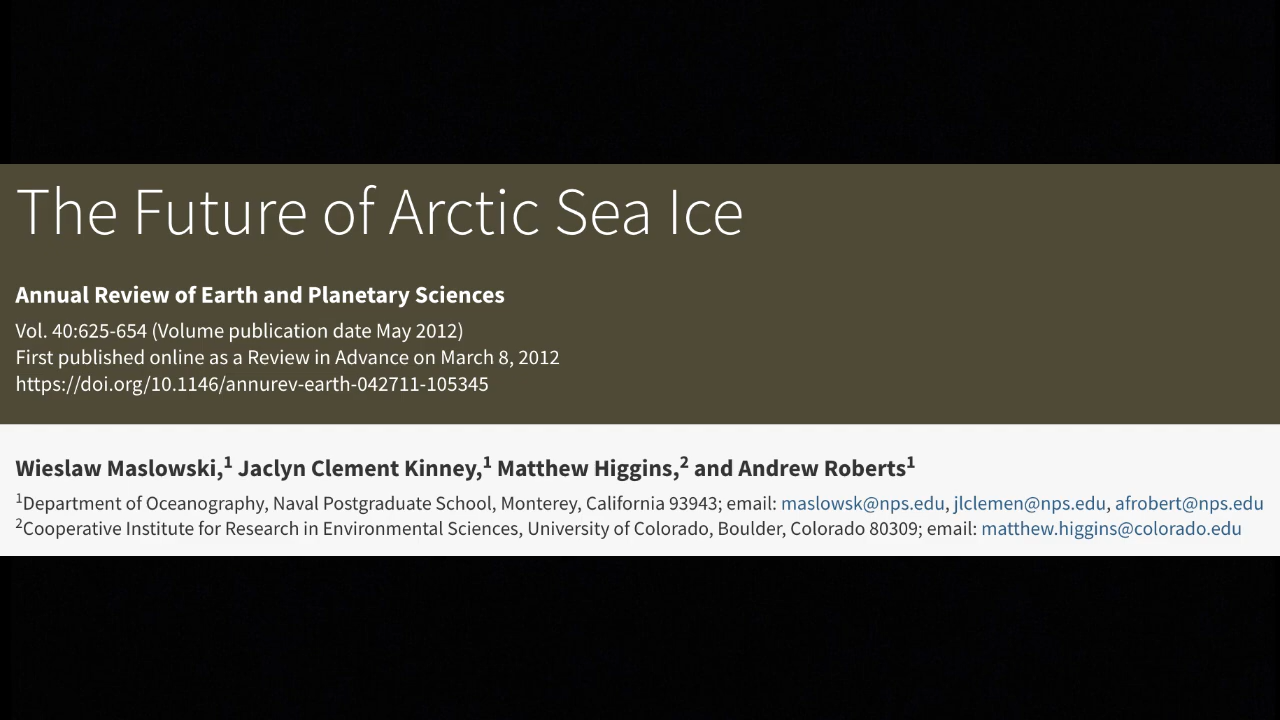 The Future of Arctic Sea Ice
Annual Review of Earth and Planetary Sciences
Vol. 40:625-654 (Volume publication date May 2012)
First published online as a Review in Advance on March 8, 2012
https://doi.org/10.1146/annurev-earth-042711-105345
Wieslaw Maslowski,¹ Jaclyn Clement Kinney,¹ Matthew Higgins,² and Andrew Roberts¹
¹Department of Oceanography, Naval Postgraduate School, Monterey, California 93943; email: maslowsk@nps.edu, jlclemen@nps.edu, afrobert@nps.edu
²Cooperative Institute for Research in Environmental Sciences, University of Colorado, Boulder, Colorado 80309; email: matthew.higgins@colorado.edu